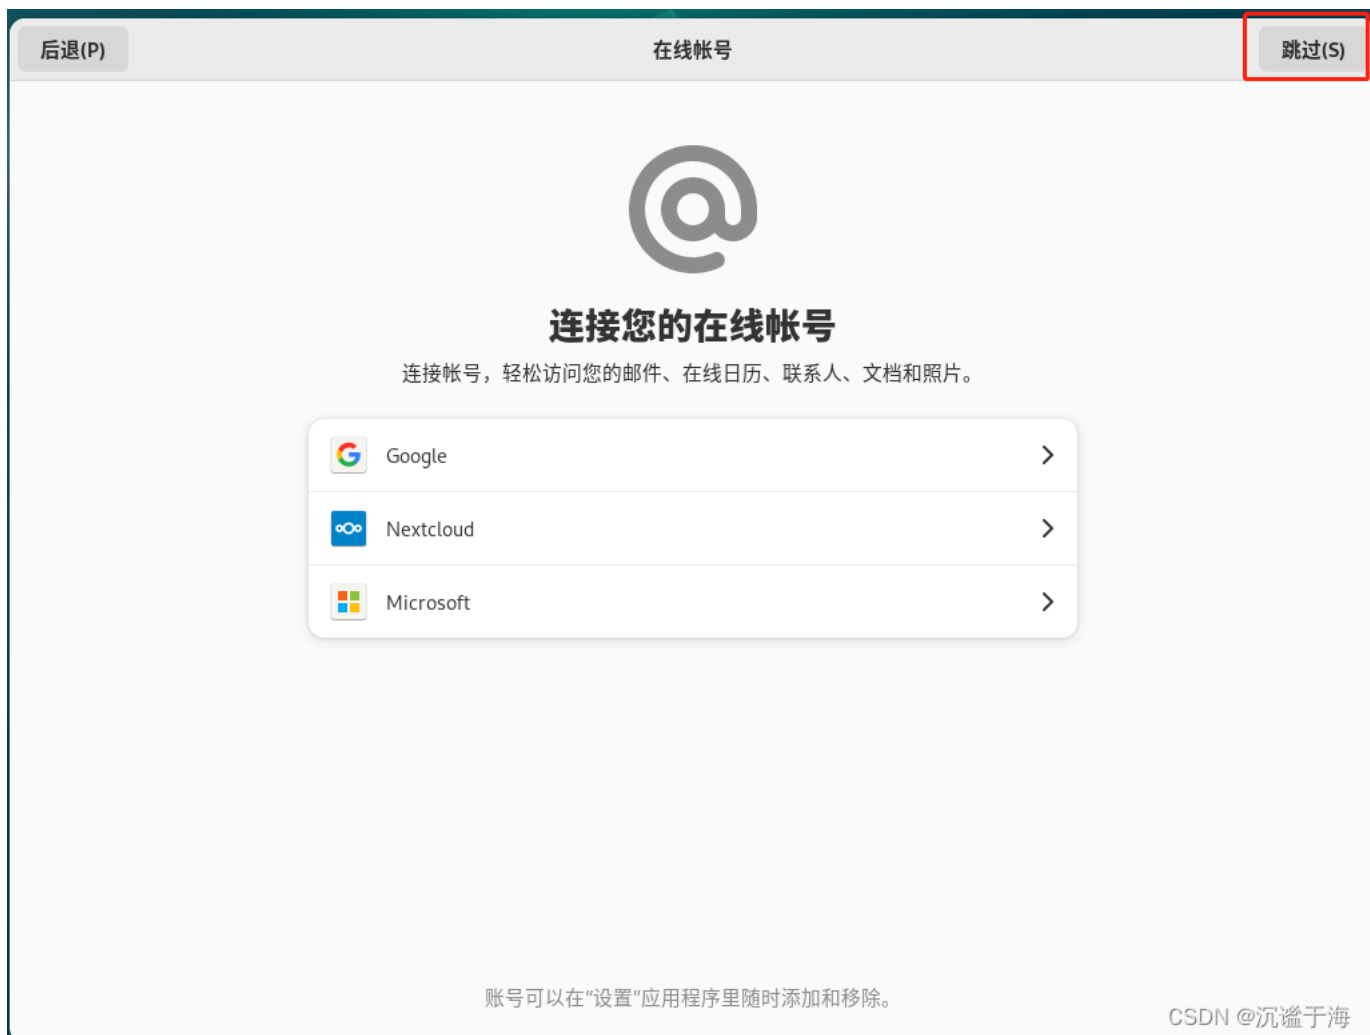 后退(P)
在线帐号
跳过(S)
连接您的在线帐号
连接帐号，轻松访问您的邮件、在线日历、联系人、文档和照片。
Google
Nextcloud
Microsoft
账号可以在“设置”应用程序里随时添加和移除。
CSDN @沉谧于海